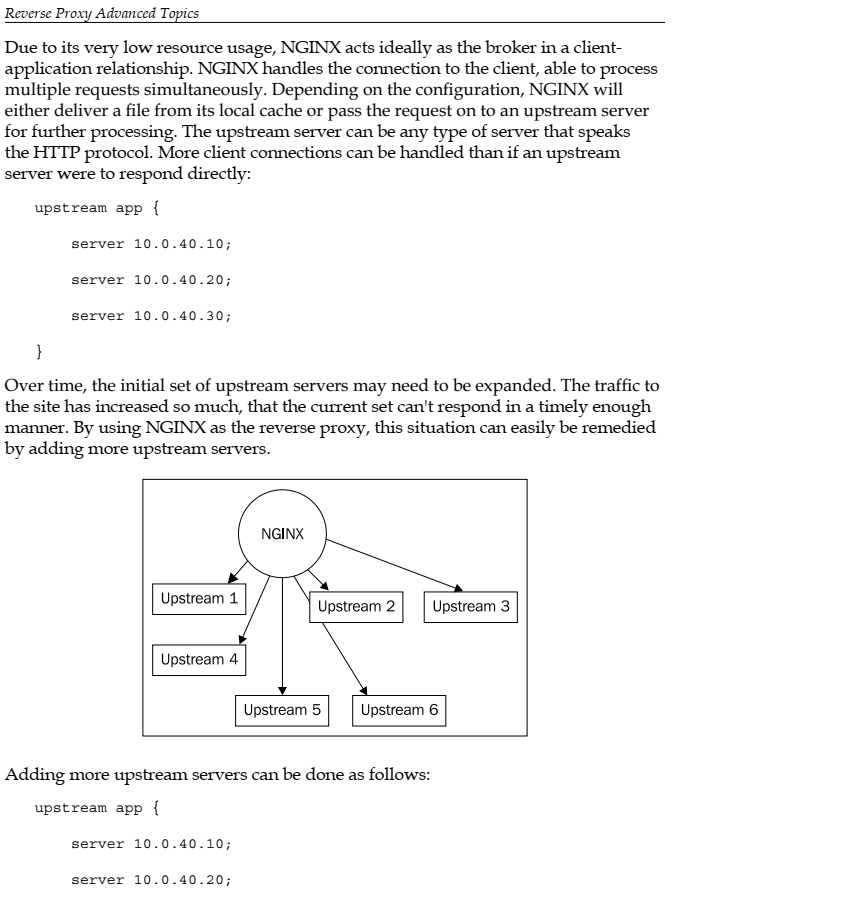 Reverse Proxy Advanced Topics
Due to its very low resource usage, NGINX acts ideally as the broker in a client-
application relationship. NGINX handles the connection to the client, able to process
multiple requests simultaneously. Depending on the configuration, NGINX will
either deliver a file from its local cache or pass the request on to an upstream server
for further processing. The upstream server can be any type of server that speaks
the HTTP protocol. More client connections can be handled than if an upstream
server were to respond directly:
upstream app {
server 10.0.40.10;
server 10.0.40.20;
server 10.0.40.30;
}
Over time, the initial set of upstream servers may need to be expanded. The traffic to
the site has increased so much, that the current set can't respond in a timely enough
manner. By using NGINX as the reverse proxy, this situation can easily be remedied
by adding more upstream servers.
NGINX
Upstream 1
Upstream 2
Upstream 3
Upstream 4
Upstream 5
Upstream 6
Adding more upstream servers can be done as follows:
upstream app {
server 10.0.40.10;
server 10.0.40.20;